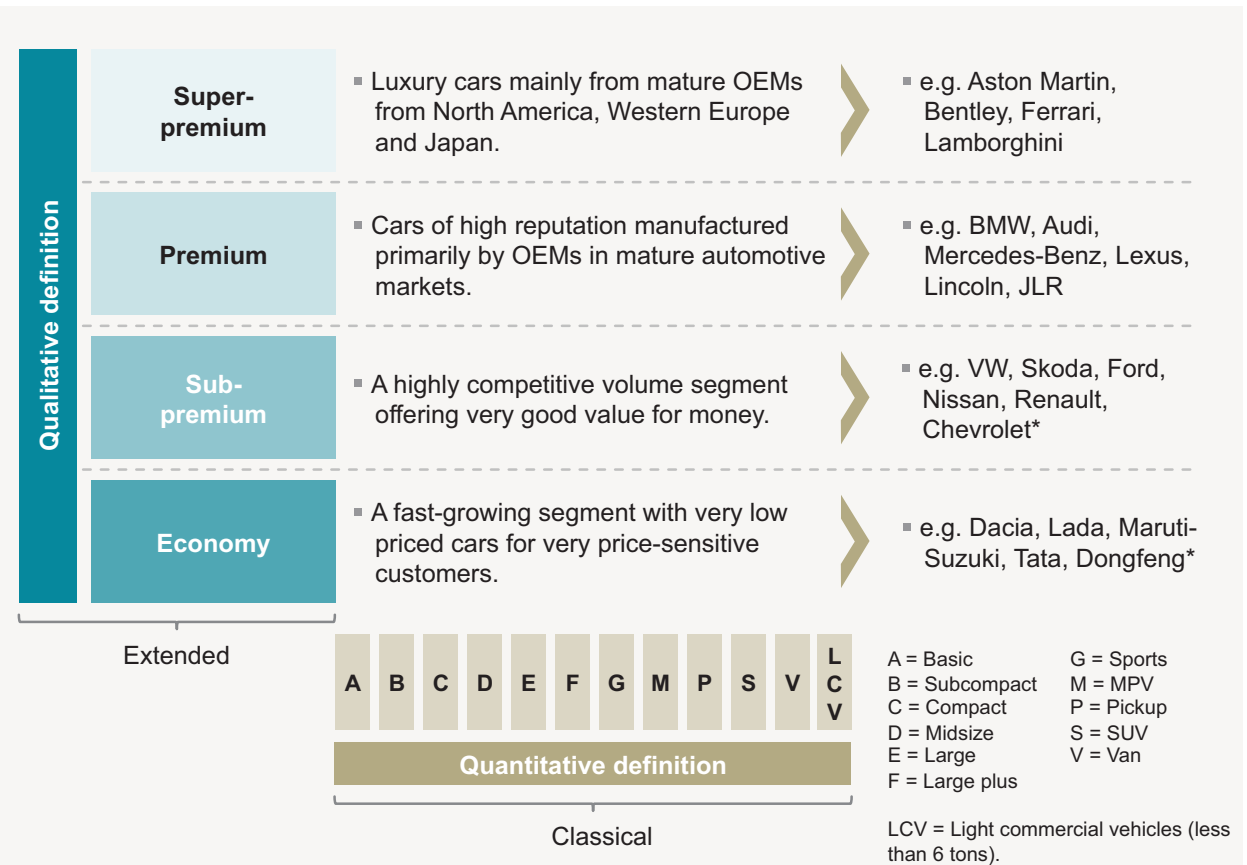 Qualitative definition
Super-
premium
▪ Luxury cars mainly from mature OEMs
from North America, Western Europe
and Japan.
▪ e.g. Aston Martin,
Bentley, Ferrari,
Lamborghini
Premium
▪ Cars of high reputation manufactured
primarily by OEMs in mature automotive
markets.
▪ e.g. BMW, Audi,
Mercedes-Benz, Lexus,
Lincoln, JLR
Sub-
premium
▪ A highly competitive volume segment
offering very good value for money.
▪ e.g. VW, Skoda, Ford,
Nissan, Renault,
Chevrolet*
Economy
▪ A fast-growing segment with very low
priced cars for very price-sensitive
customers.
▪ e.g. Dacia, Lada, Maruti-
Suzuki, Tata, Dongfeng*
Extended
A B C D E F G M P S V LCV
Quantitative definition
Classical
A = Basic
B = Subcompact
C = Compact
D = Midsize
E = Large
F = Large plus
G = Sports
M = MPV
P = Pickup
S = SUV
V = Van
LCV = Light commercial vehicles (less
than 6 tons).